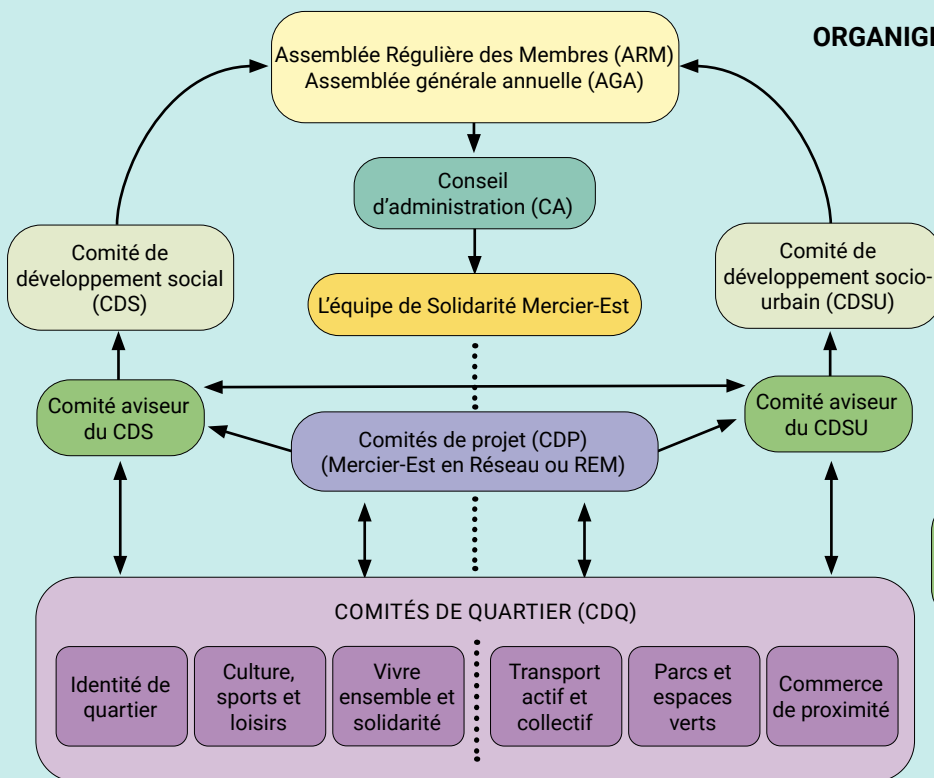 ORGANIG
Assemblée Régulière des Membres (ARM)
Assemblée générale annuelle (AGA)
Conseil
d’administration (CA)
Comité de
développement social
(CDS)
L’équipe de Solidarité Mercier-Est
Comité de
développement socio-
urbain (CDSU)
Comité aviseur
du CDS
Comités de projet (CDP)
(Mercier-Est en Réseau ou REM)
Comité aviseur
du CDSU
COMITÉS DE QUARTIER (CDQ)
Identité de
quartier
Culture,
sports et
loisirs
Vivre
ensemble et
solidarité
Transport
actif et
collectif
Parcs et
espaces
verts
Commerce
de proximité